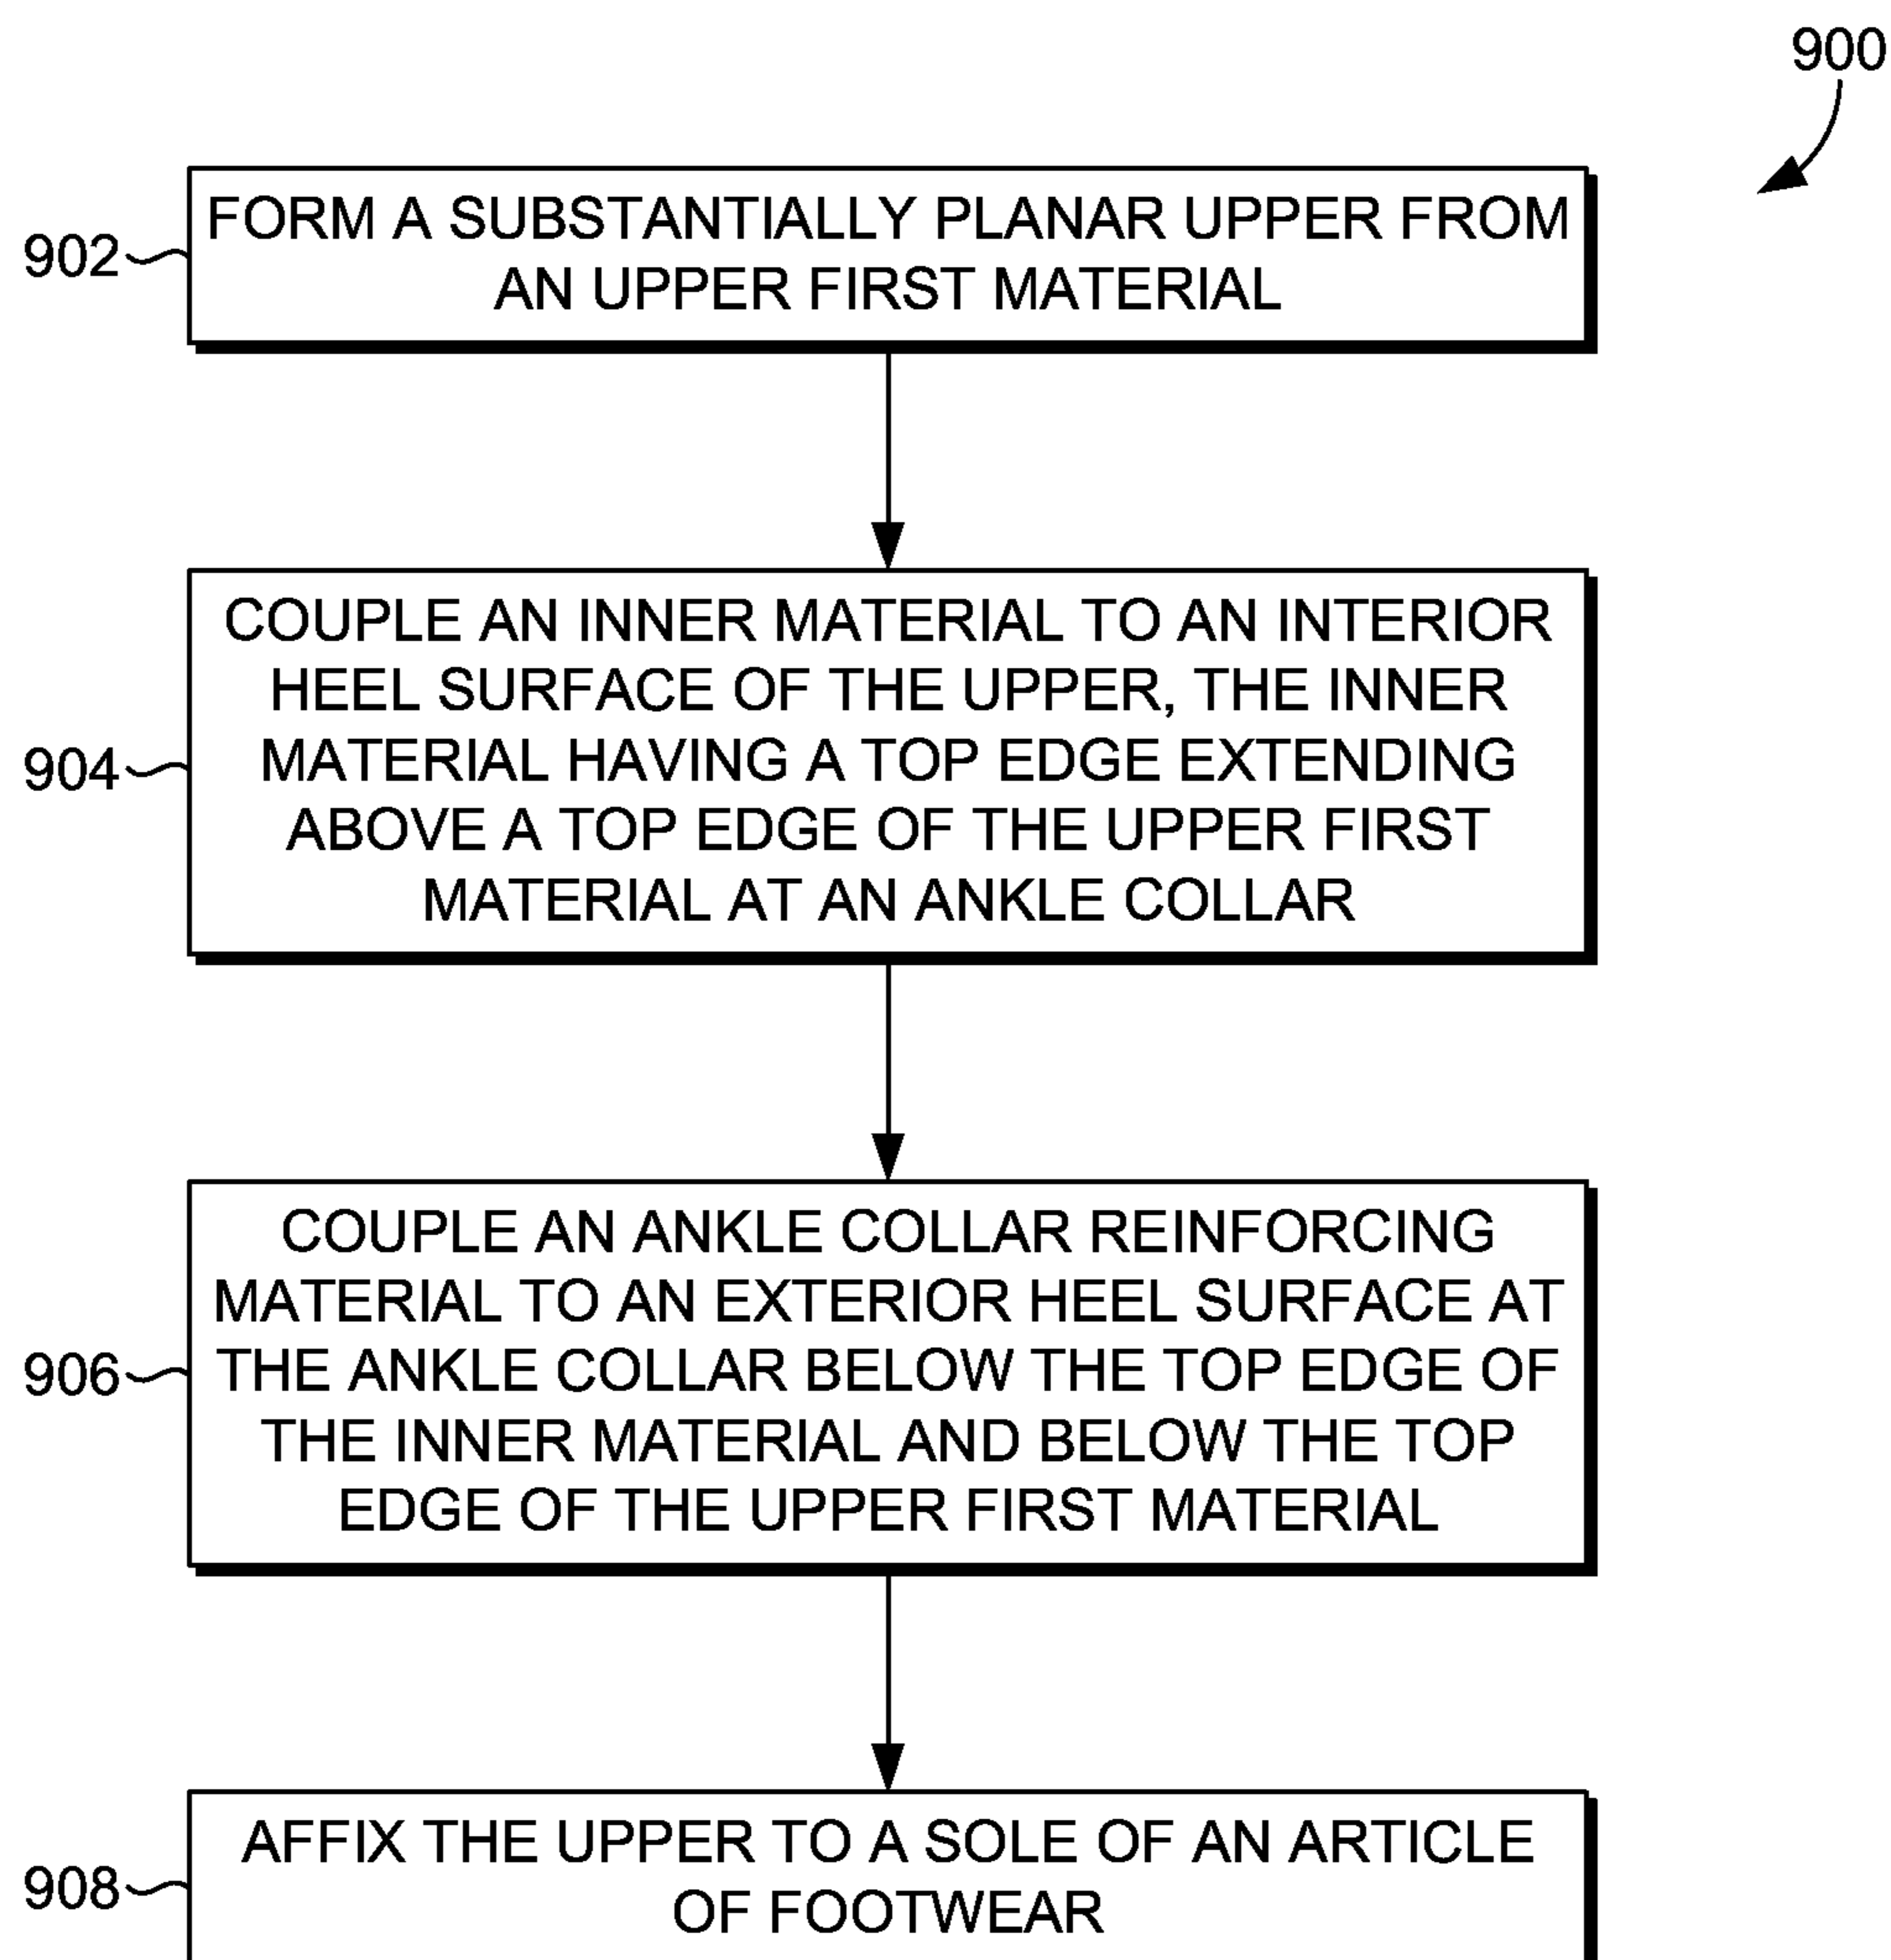 900
902
FORM A SUBSTANTIALLY PLANAR UPPER FROM
AN UPPER FIRST MATERIAL
904
COUPLE AN INNER MATERIAL TO AN INTERIOR
HEEL SURFACE OF THE UPPER, THE INNER
MATERIAL HAVING A TOP EDGE EXTENDING
ABOVE A TOP EDGE OF THE UPPER FIRST
MATERIAL AT AN ANKLE COLLAR
906
COUPLE AN ANKLE COLLAR REINFORCING
MATERIAL TO AN EXTERIOR HEEL SURFACE AT
THE ANKLE COLLAR BELOW THE TOP EDGE OF
THE INNER MATERIAL AND BELOW THE TOP
EDGE OF THE UPPER FIRST MATERIAL
908
AFFIX THE UPPER TO A SOLE OF AN ARTICLE
OF FOOTWEAR